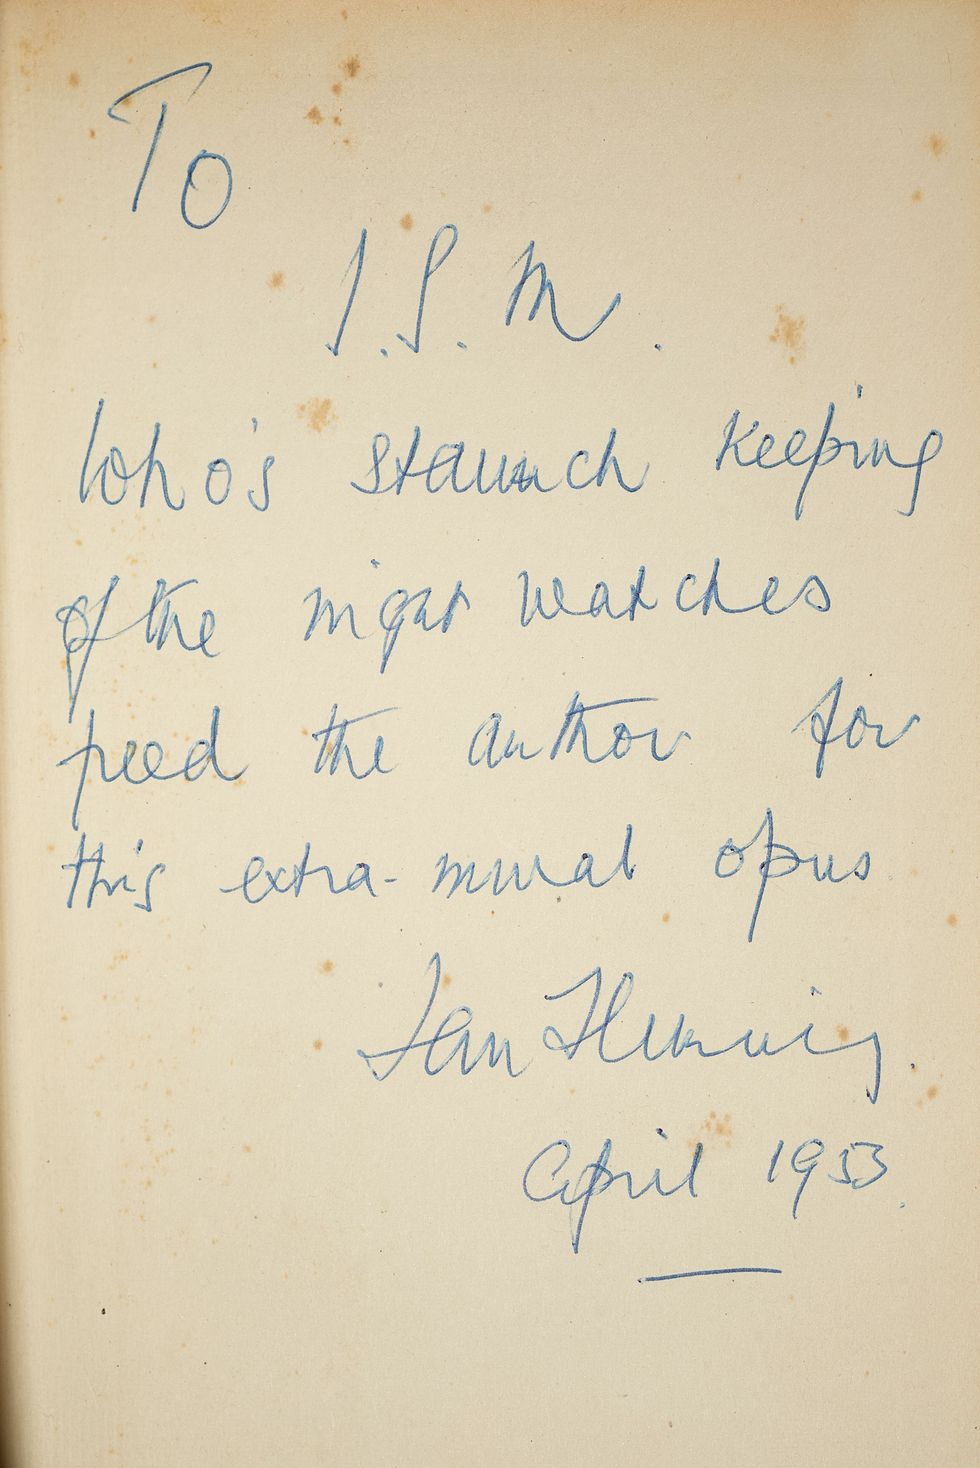 To
I.S.M.
Who's staunch keeping
of the night watches
freed the author for
this extra-mural opus
Ian Fleming.
April 1953.